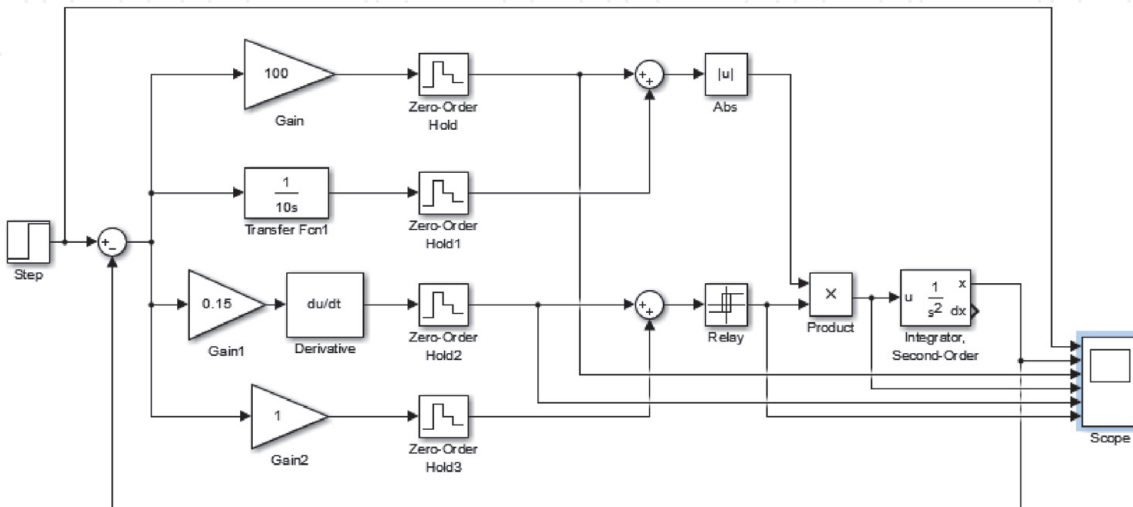 100
Gain
Zero-Order
Hold
+
+
|u|
Abs
1
10s
Transfer Fcn1
Zero-Order
Hold1
Step
+
−
0.15
Gain1
du/dt
Derivative
Zero-Order
Hold2
+
+
Relay
×
Product
u
1
s²
x
dx
Integrator,
Second-Order
1
Gain2
Zero-Order
Hold3
Scope